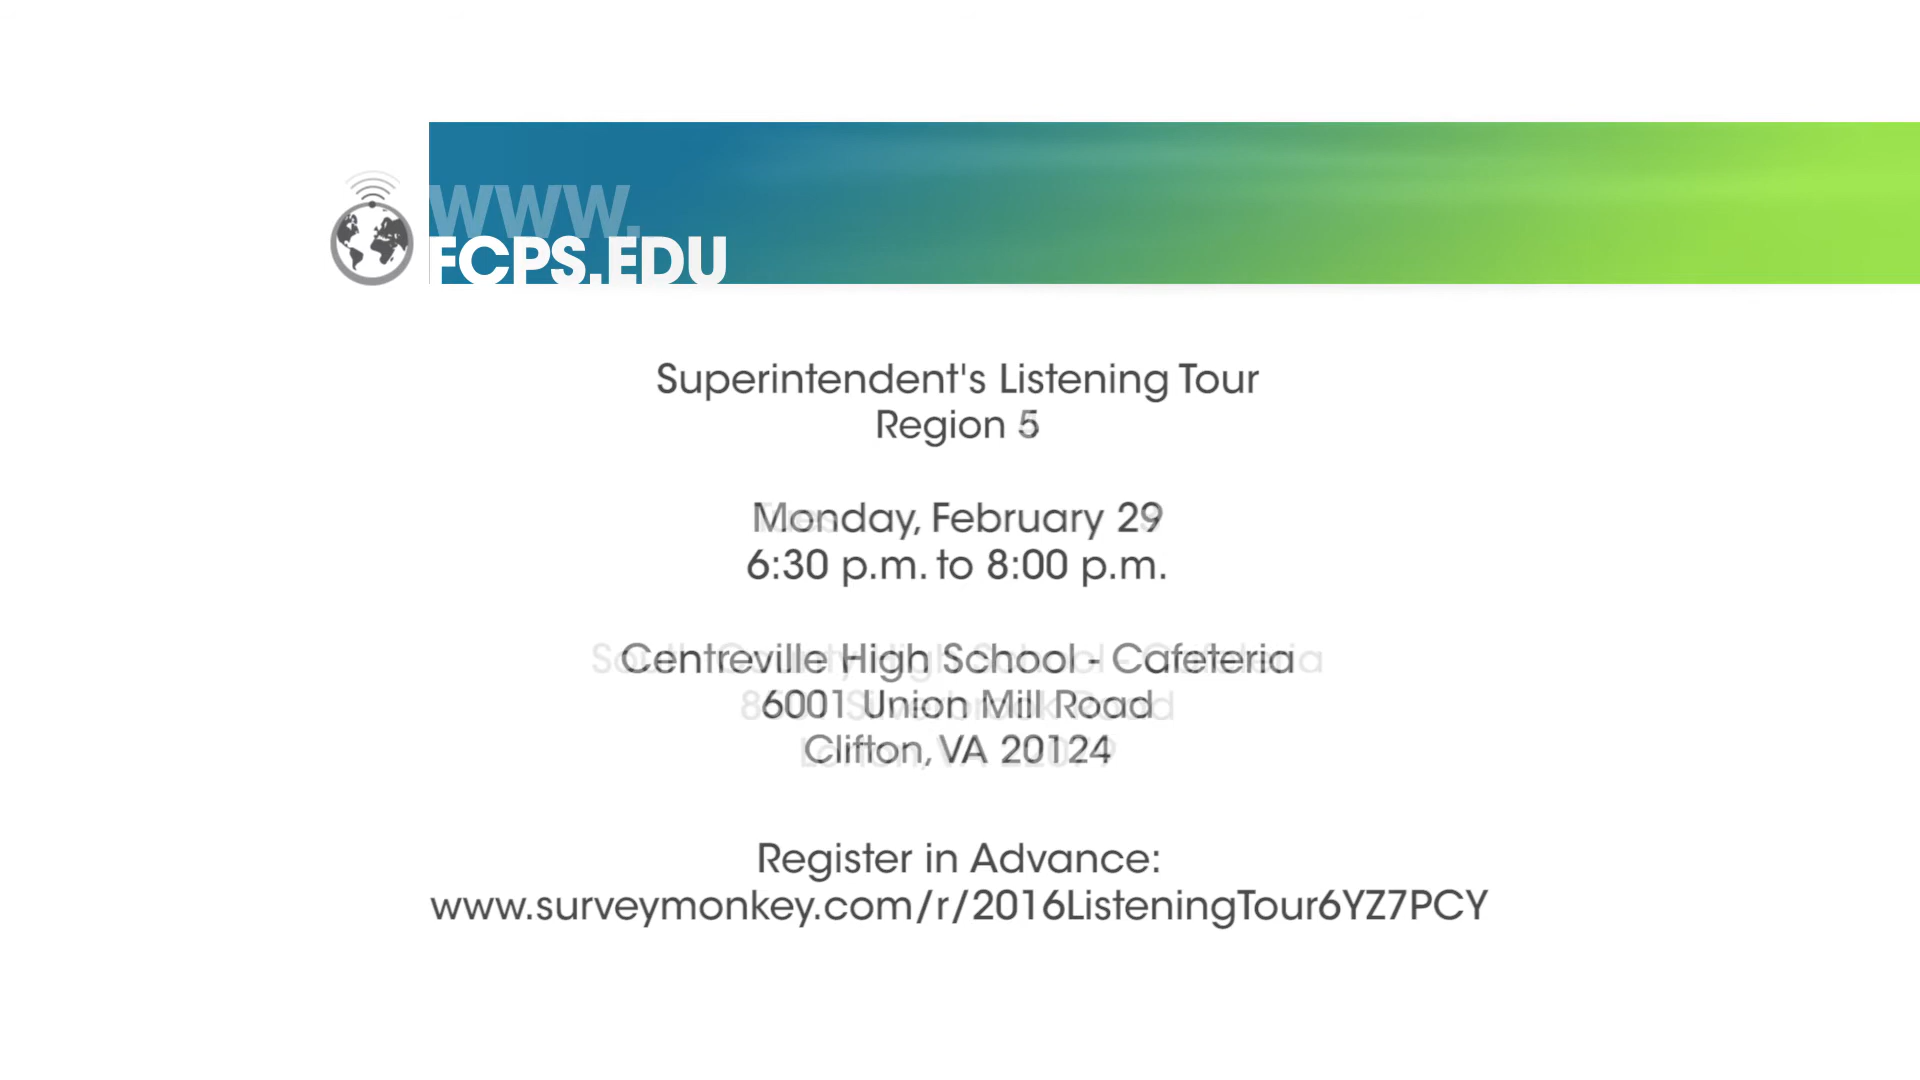 WWW.
FCPS.EDU
Superintendent's Listening Tour
Region 5
Monday, February 29
6:30 p.m. to 8:00 p.m.
Centreville High School - Cafeteria
6001 Union Mill Road
Clifton, VA 20124
Register in Advance:
www.surveymonkey.com/r/2016ListeningTour6YZ7PCY